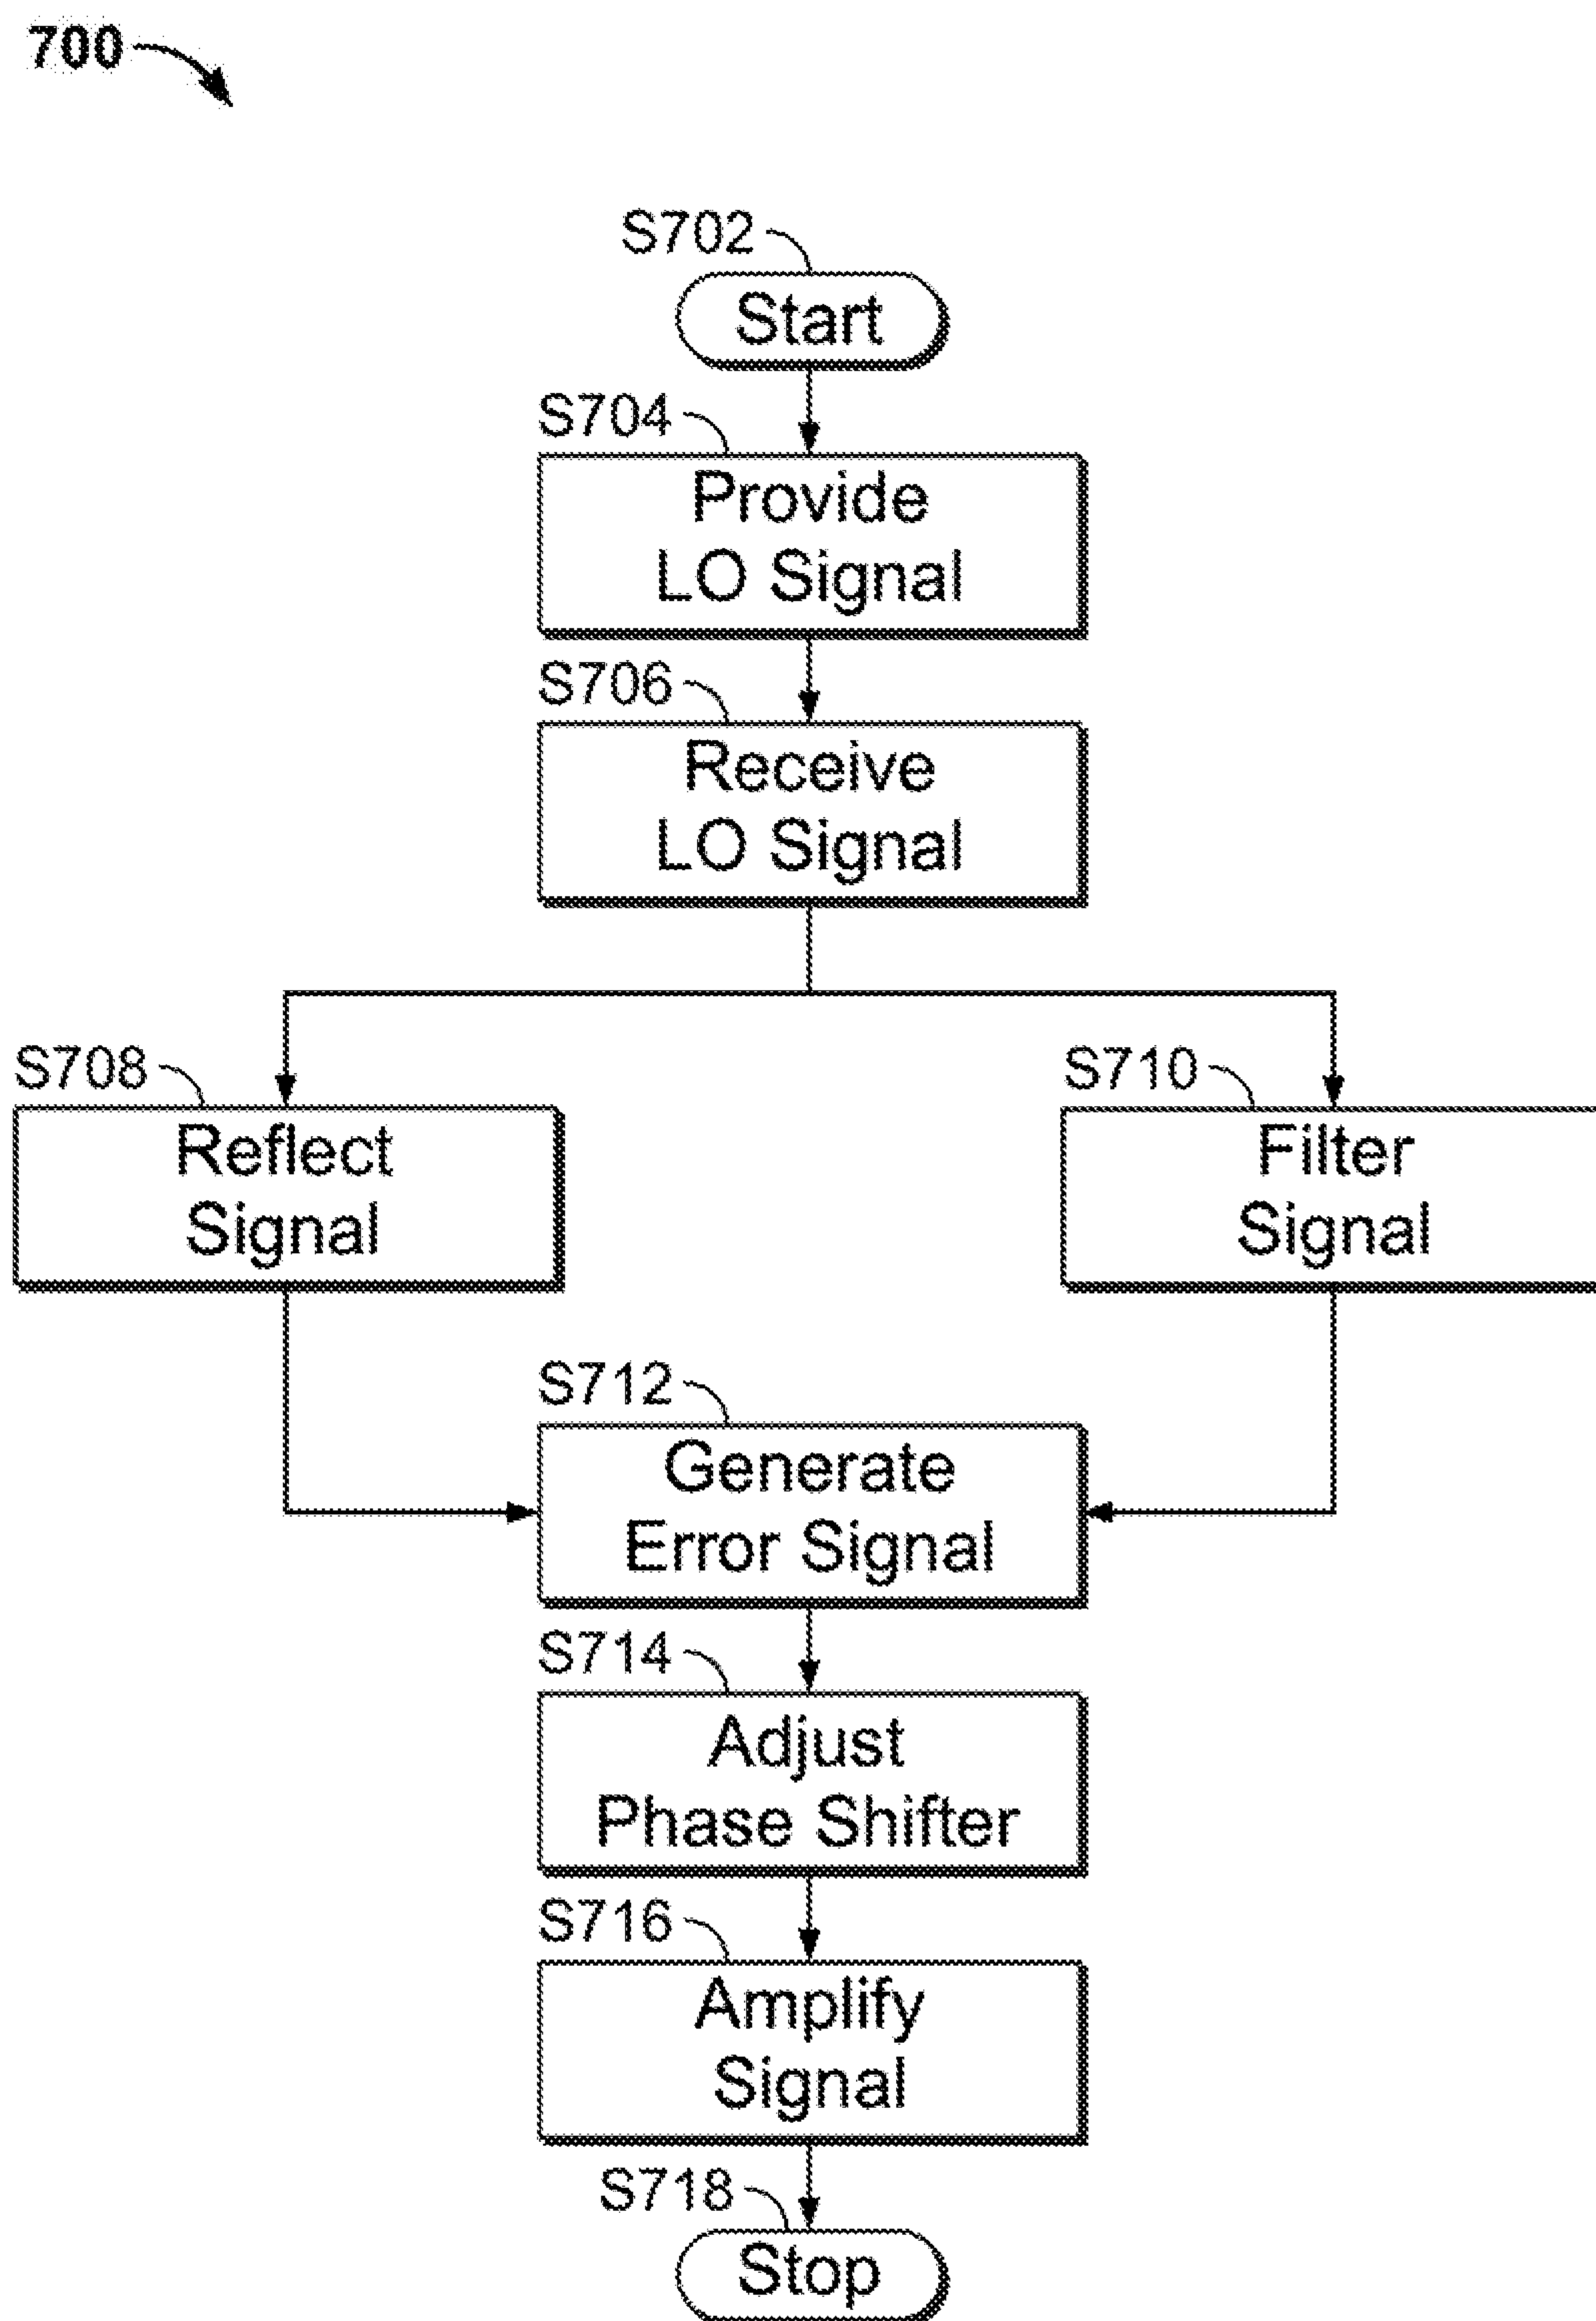 700
S702
Start
S704
Provide
LO Signal
S706
Receive
LO Signal
S708
Reflect
Signal
S710
Filter
Signal
S712
Generate
Error Signal
S714
Adjust
Phase Shifter
S716
Amplify
Signal
S718
Stop